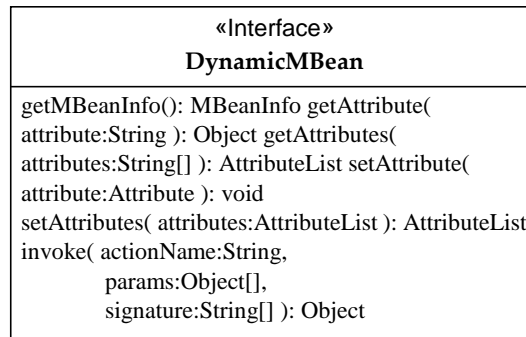 «Interface»
DynamicMBean
getMBeanInfo(): MBeanInfo getAttribute(
attribute:String ): Object getAttributes(
attributes:String[] ): AttributeList setAttribute(
attribute:Attribute ): void
setAttributes( attributes:AttributeList ): AttributeList
invoke( actionName:String,
params:Object[],
signature:String[] ): Object